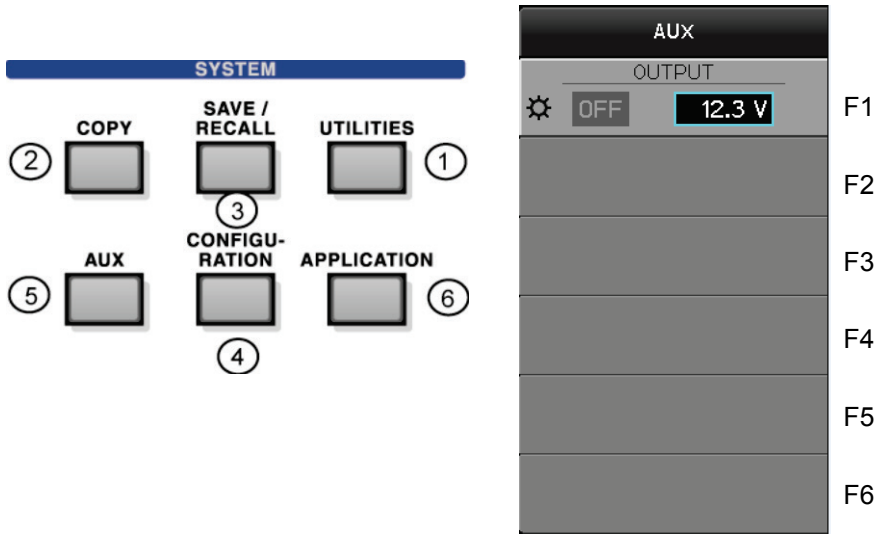 SYSTEM
COPY
SAVE /
RECALL
UTILITIES
2
1
3
AUX
CONFIGU-
RATION
APPLICATION
5
6
4
AUX
OUTPUT
OFF 12.3 V
F1
F2
F3
F4
F5
F6